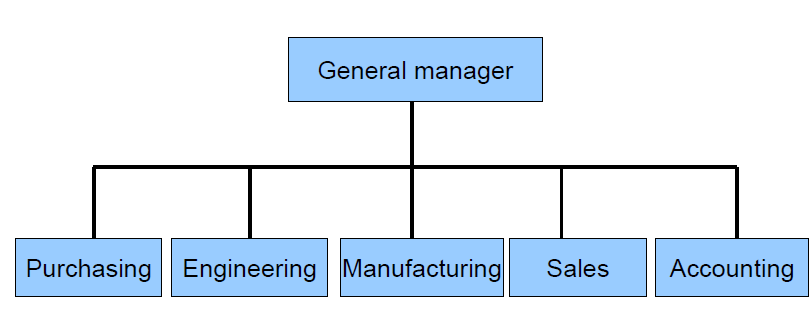 General manager
Purchasing
Engineering
Manufacturing
Sales
Accounting